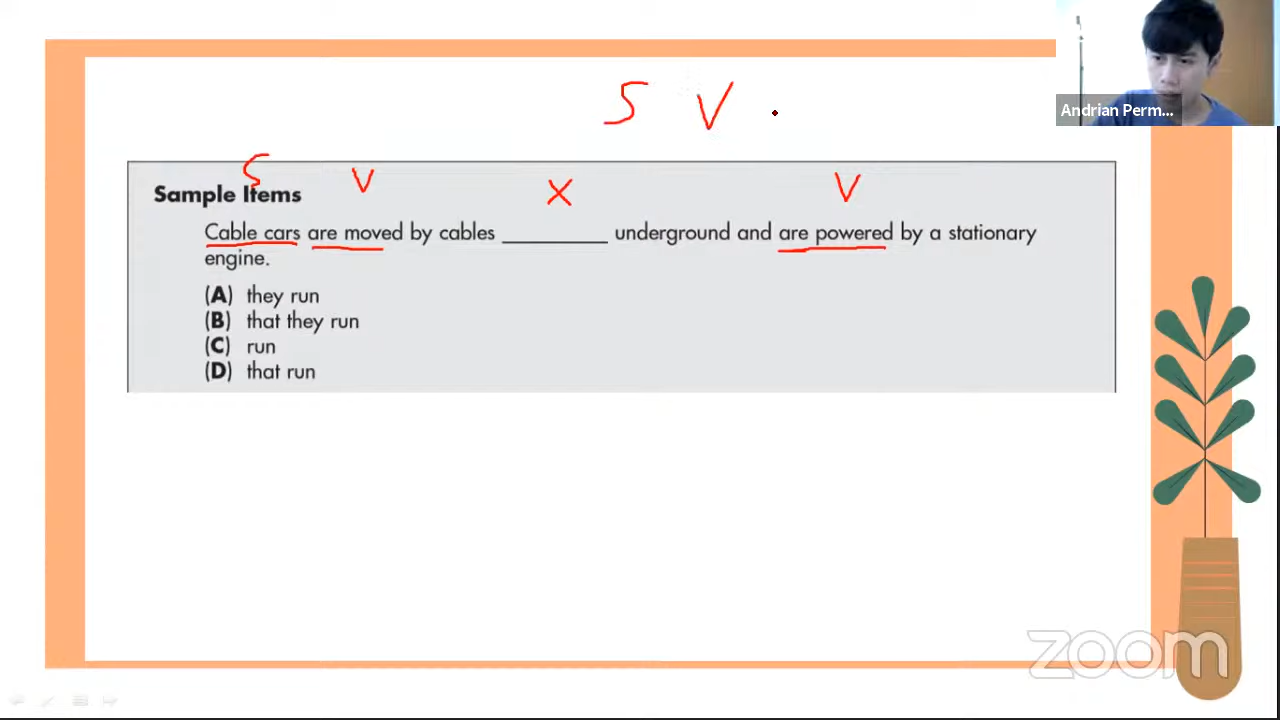 S V .
Andrian Perm...
S V X V
Sample Items
Cable cars are moved by cables __________ underground and are powered by a stationary
engine.
(A) they run
(B) that they run
(C) run
(D) that run
zoom